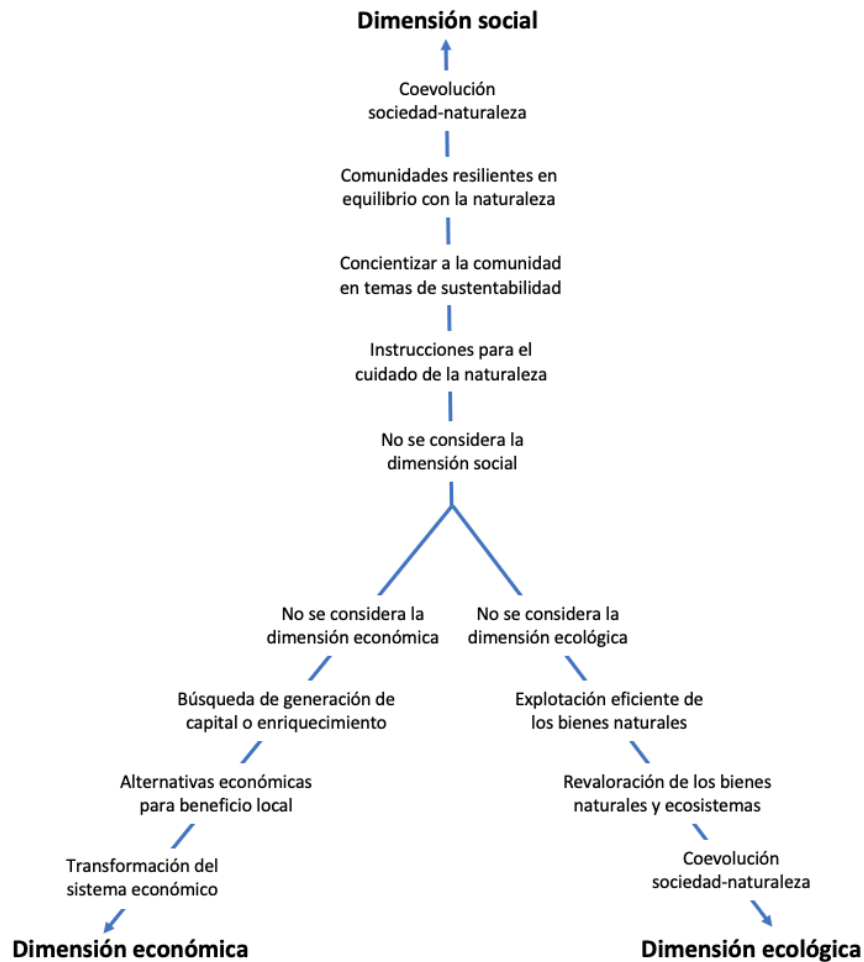 Dimensión social
Coevolución
sociedad-naturaleza
Comunidades resilientes en
equilibrio con la naturaleza
Concientizar a la comunidad
en temas de sustentabilidad
Instrucciones para el
cuidado de la naturaleza
No se considera la
dimensión social
No se considera la
dimensión económica
No se considera la
dimensión ecológica
Búsqueda de generación de
capital o enriquecimiento
Explotación eficiente de
los bienes naturales
Alternativas económicas
para beneficio local
Revaloración de los bienes
naturales y ecosistemas
Transformación del
sistema económico
Coevolución
sociedad-naturaleza
Dimensión económica
Dimensión ecológica